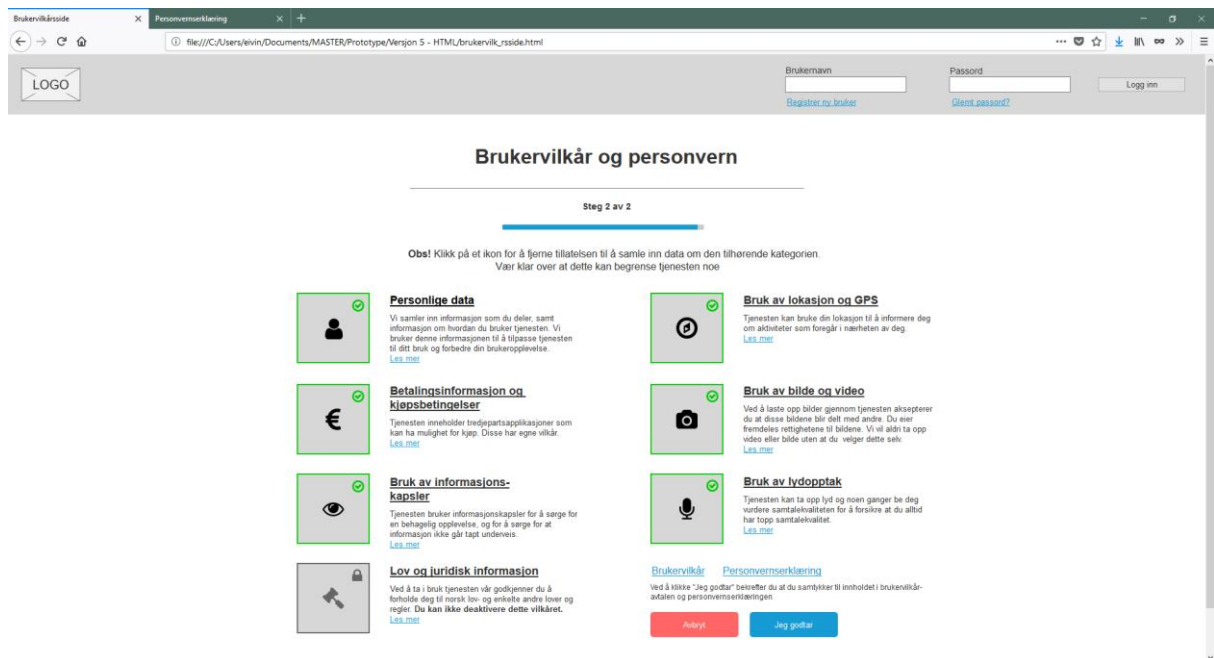 Brukervilkårsside
Personvernserklæring
file:///C:/Users/eivin/Documents/MASTER/Prototype/Versjon 5 - HTML/brukervilk_rsside.html
LOGO
Brukernavn
Passord
Logg inn
Registrer ny bruker
Glemt passord?
Brukervilkår og personvern
Steg 2 av 2
Obs! Klikk på et ikon for å fjerne tillatelsen til å samle inn data om den tilhørende kategorien.
Vær klar over at dette kan begrense tjenesten noe
Personlige data
Vi samler inn informasjon som du deler, samt
informasjon om hvordan du bruker tjenesten. Vi
bruker denne informasjonen til å tilpasse tjenesten
til ditt bruk og forbedre din brukeropplevelse.
Les mer
Bruk av lokasjon og GPS
Tjenesten kan bruke din lokasjon til å informere deg
om aktiviteter som foregår i nærheten av deg.
Les mer
€
Betalingsinformasjon og
kjøpsbetingelser
Tjenesten inneholder tredjepartsapplikasjoner som
kan ha mulighet for kjøp. Disse har egne vilkår.
Les mer
Bruk av bilde og video
Ved å laste opp bilder gjennom tjenesten aksepterer
du at disse bildene blir delt med andre. Du eier
fremdeles rettighetene til bildene. Vi vil aldri ta opp
video eller bilde uten at du velger dette selv.
Les mer
Bruk av informasjons-
kapsler
Tjenesten bruker informasjonskapsler for å sørge for
en behagelig opplevelse, og for å sørge for at
informasjon ikke går tapt underveis.
Les mer
Bruk av lydopptak
Tjenesten kan ta opp lyd og noen ganger be deg
vurdere samtalekvaliteten for å forsikre at du alltid
har topp samtalekvalitet.
Les mer
Lov og juridisk informasjon
Ved å ta i bruk tjenesten vår godkjenner du å
forholde deg til norsk lov- og enkelte andre lover og
regler. Du kan ikke deaktivere dette vilkåret.
Les mer
Brukervilkår Personvernserklæring
Ved å klikke "Jeg godtar" bekrefter du at du samtykker til innholdet i brukervilkår-
avtalen og personvernserklæringen
Avbryt
Jeg godtar